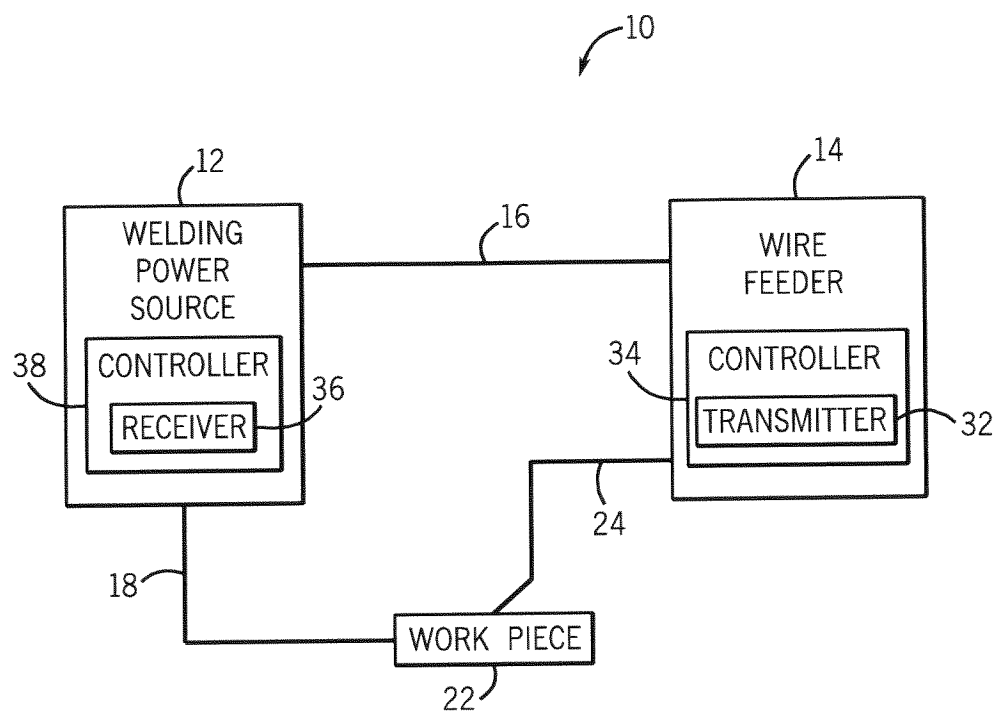 10
12
14
WELDING
POWER
SOURCE
16
WIRE
FEEDER
38
CONTROLLER
36
RECEIVER
34
CONTROLLER
TRANSMITTER
32
24
18
WORK PIECE
22